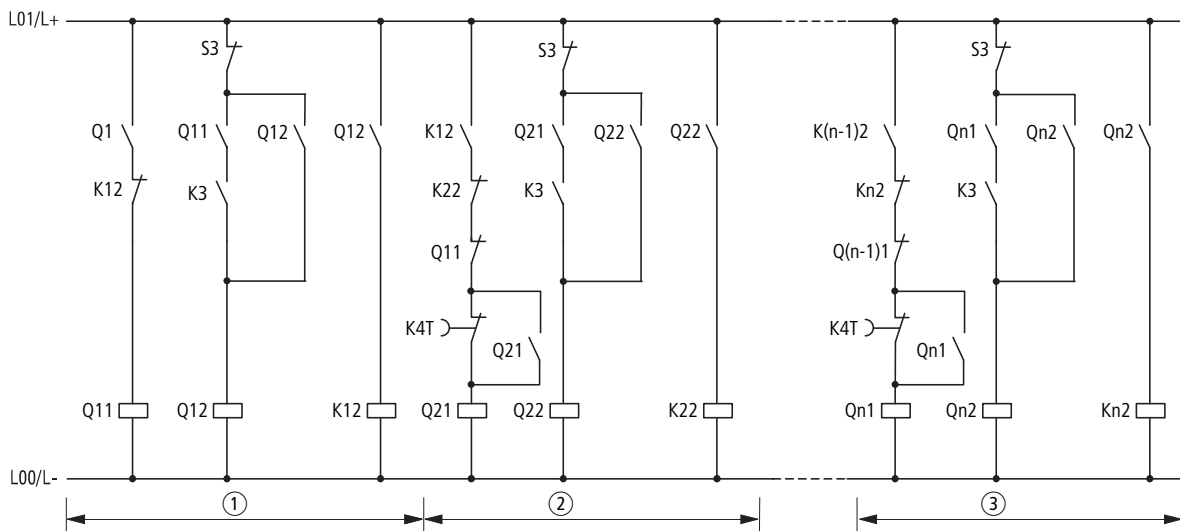 L01/L+
S3 S3 S3
Q1 Q11 Q12 Q12 K12 Q21 Q22 Q22 K(n-1)2 Qn1 Qn2 Qn2
K12 K3 K22 K3 Kn2 K3
Q11 Q(n-1)1
K4T Q21 K4T Qn1
Q11 Q12 K12 Q21 Q22 K22 Qn1 Qn2 Kn2
L00/L-
① ② ③